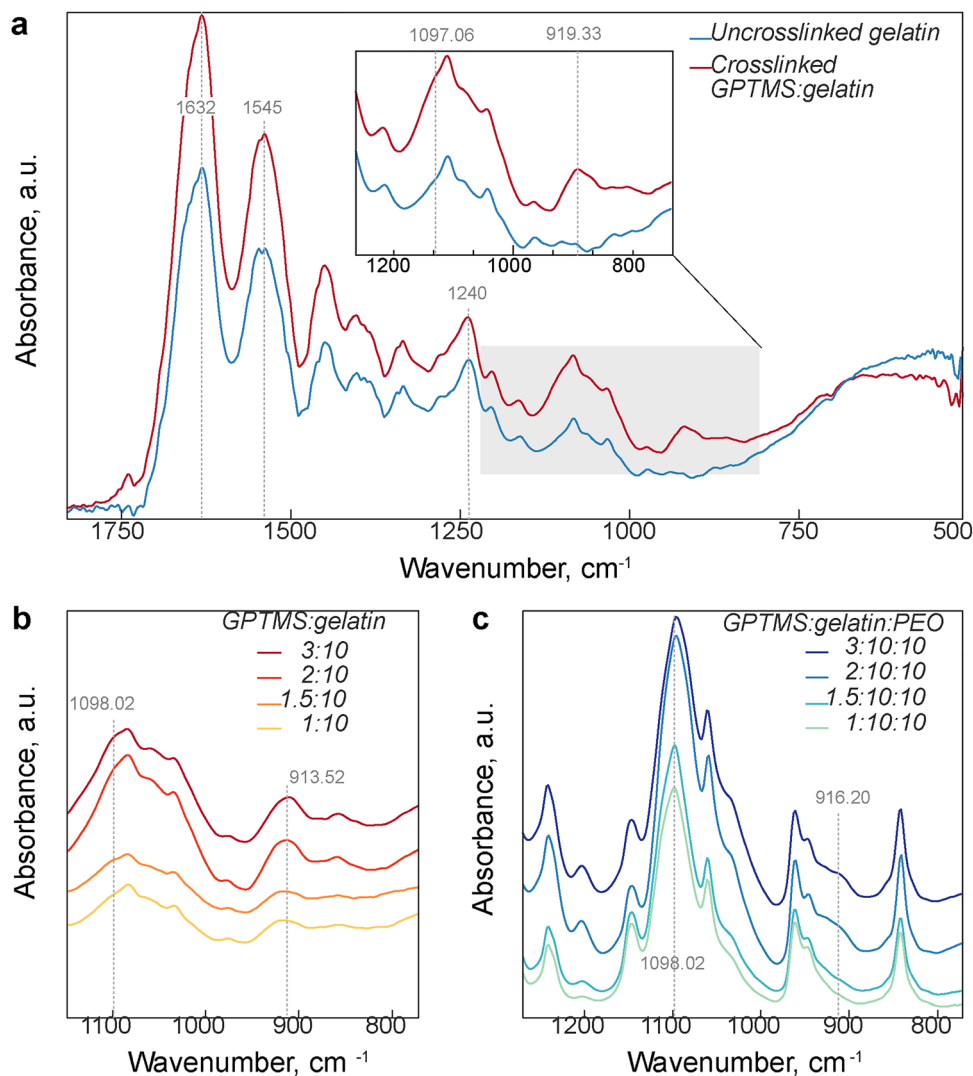 a
1097.06
919.33
Uncrosslinked gelatin
Crosslinked
GPTMS:gelatin
1632
1545
1200
1000
800
1240
Absorbance, a.u.
1750
1500
1250
1000
750
500
Wavenumber, cm-1
b
GPTMS:gelatin
3:10
2:10
1.5:10
1:10
1098.02
913.52
Absorbance, a.u.
1100
1000
900
800
Wavenumber, cm -1
c
GPTMS:gelatin:PEO
3:10:10
2:10:10
1.5:10:10
1:10:10
916.20
1098.02
Absorbance, a.u.
1200
1100
1000
900
800
Wavenumber, cm-1